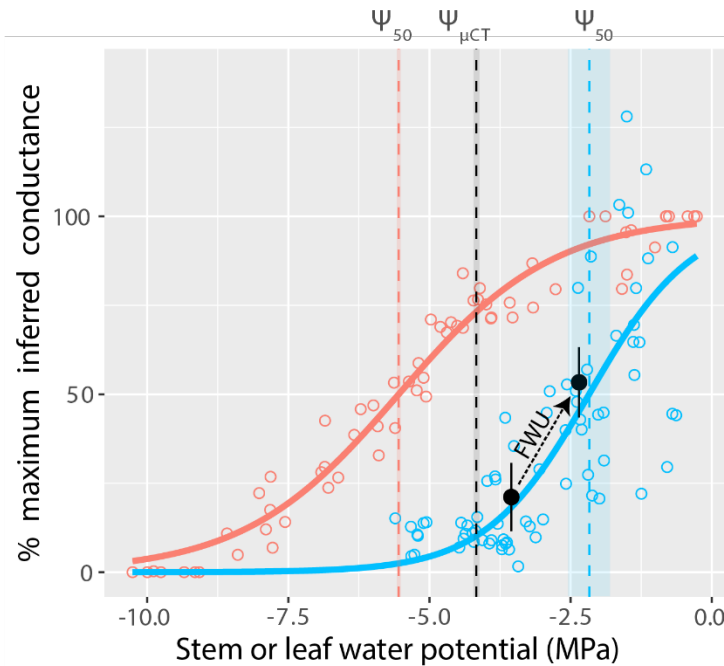 Ψ50 ΨμCT Ψ50
% maximum inferred conductance
100
50
0
FWU
-10.0 -7.5 -5.0 -2.5 0.0
Stem or leaf water potential (MPa)